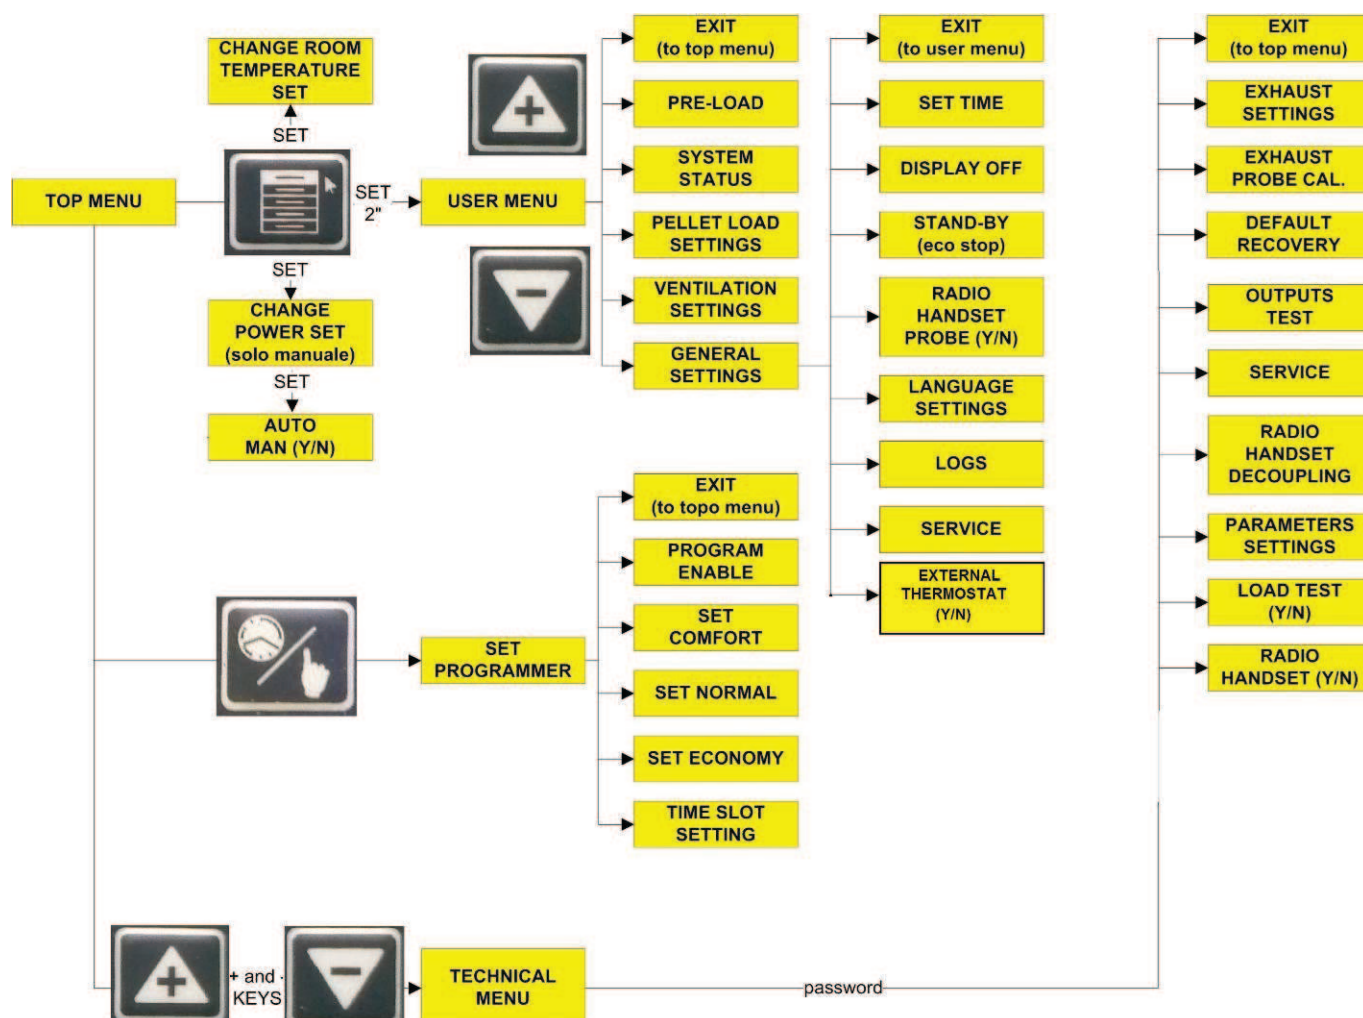 CHANGE ROOM
TEMPERATURE
SET
SET
TOP MENU
SET
2"
USER MENU
SET
CHANGE
POWER SET
(solo manuale)
SET
AUTO
MAN (Y/N)
+
-
EXIT
(to top menu)
PRE-LOAD
SYSTEM
STATUS
PELLET LOAD
SETTINGS
VENTILATION
SETTINGS
GENERAL
SETTINGS
EXIT
(to user menu)
SET TIME
DISPLAY OFF
STAND-BY
(eco stop)
RADIO
HANDSET
PROBE (Y/N)
LANGUAGE
SETTINGS
LOGS
SERVICE
EXTERNAL
THERMOSTAT
(Y/N)
SET
PROGRAMMER
EXIT
(to topo menu)
PROGRAM
ENABLE
SET
COMFORT
SET NORMAL
SET ECONOMY
TIME SLOT
SETTING
+
+ and -
KEYS
-
TECHNICAL
MENU
password
EXIT
(to top menu)
EXHAUST
SETTINGS
EXHAUST
PROBE CAL.
DEFAULT
RECOVERY
OUTPUTS
TEST
SERVICE
RADIO
HANDSET
DECOUPLING
PARAMETERS
SETTINGS
LOAD TEST
(Y/N)
RADIO
HANDSET (Y/N)